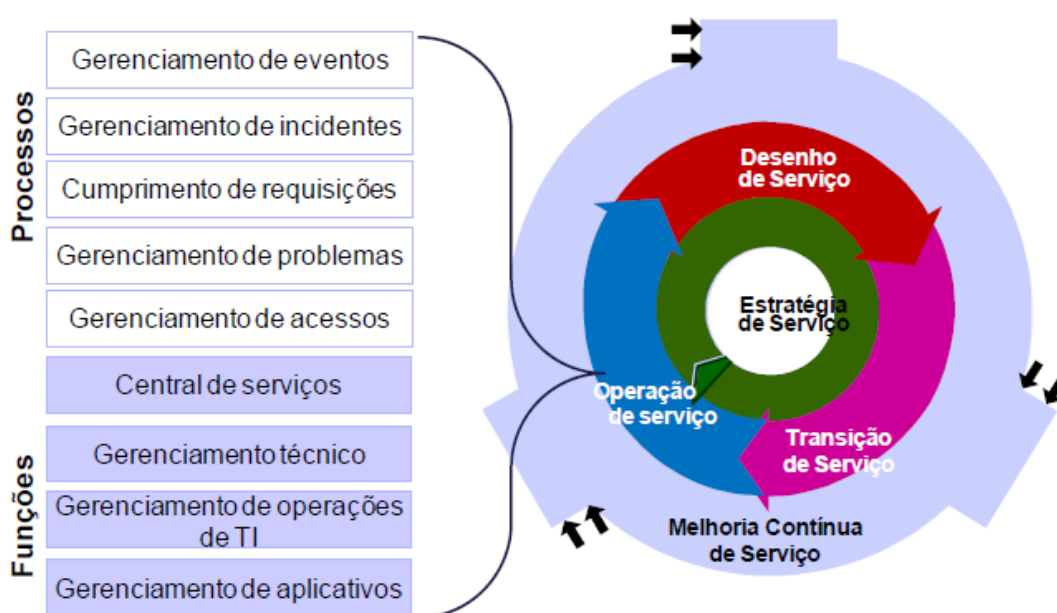 Processos
Gerenciamento de eventos
Gerenciamento de incidentes
Cumprimento de requisições
Gerenciamento de problemas
Gerenciamento de acessos
Funções
Central de serviços
Gerenciamento técnico
Gerenciamento de operações
de TI
Gerenciamento de aplicativos
Desenho
de Serviço
Estratégia
de Serviço
Operação
de serviço
Transição
de Serviço
Melhoria Contínua
de Serviço